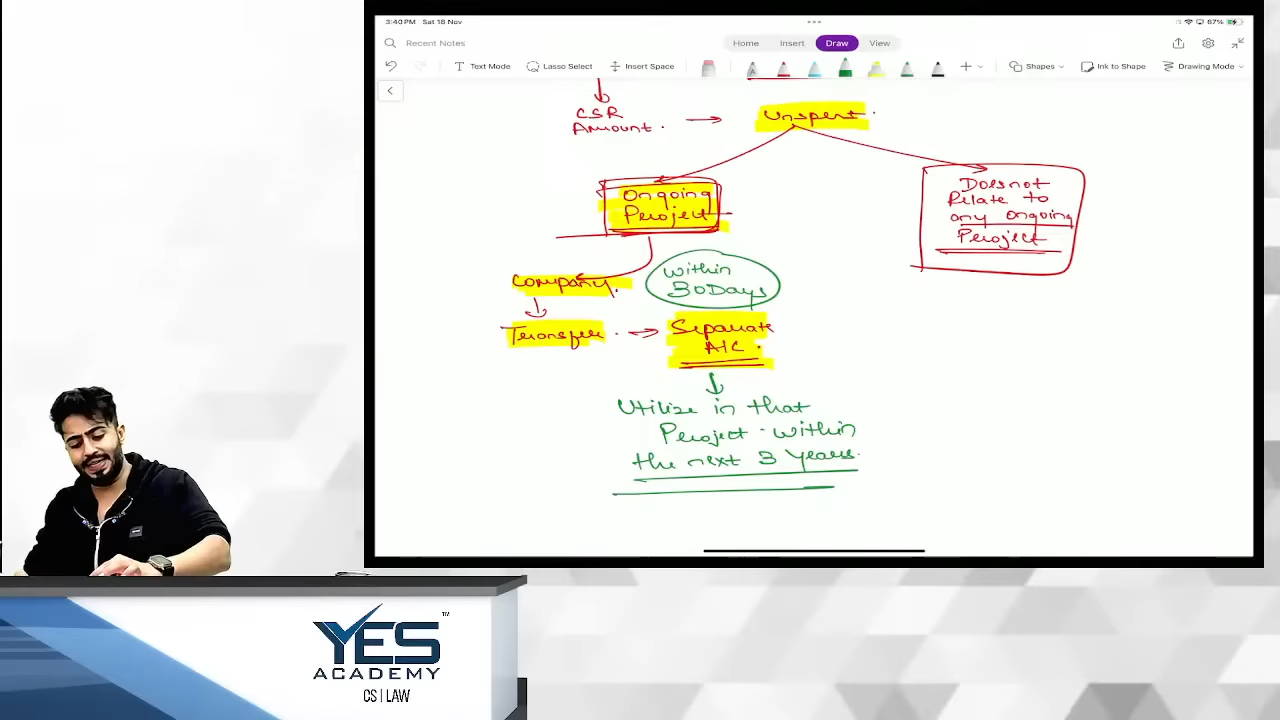 3:40 PM Sat 18 Nov
67%
Recent Notes
Home Insert Draw View
Text Mode Lasso Select Insert Space
Shapes Ink to Shape Drawing Mode
CSR
Amount.
Unspent
Ongoing
Project
Does not
Relate to
any ongoing
Project
Company.
within
30 Days
Transfer
Separate
A/C
Utilize in that
Project within
the next 3 years.
YES
™
ACADEMY
CS | LAW